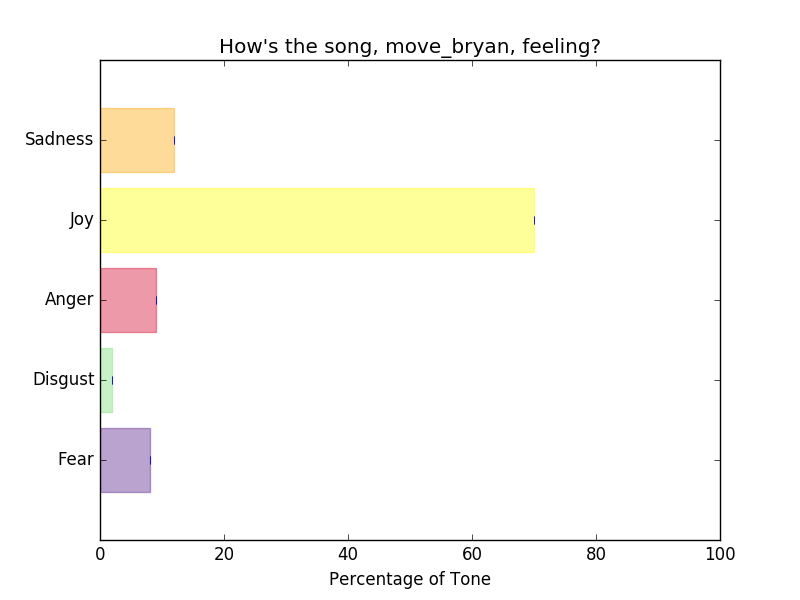 How's the song, move_bryan, feeling?
Sadness
Joy
Anger
Disgust
Fear
0 20 40 60 80 100
Percentage of Tone